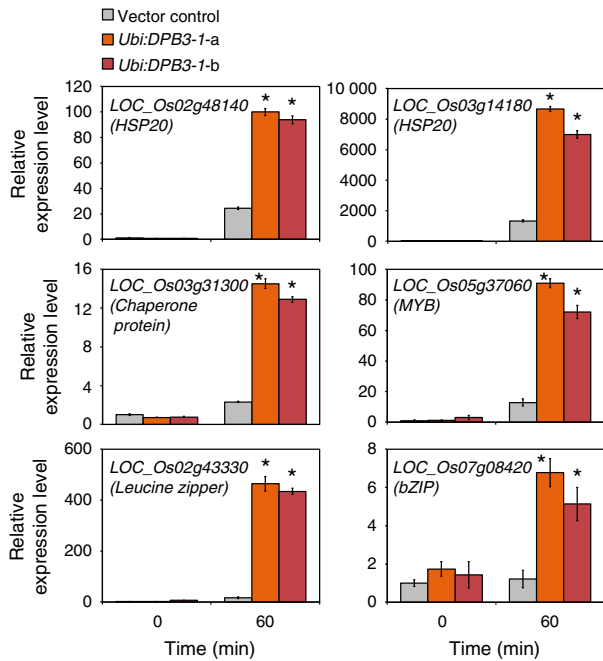 Vector control
Ubi:DPB3-1-a
Ubi:DPB3-1-b
Relative
expression level
120
100
80
60
40
20
0
LOC_Os02g48140
(HSP20)
*
*
10 000
8000
6000
4000
2000
0
LOC_Os03g14180
(HSP20)
*
*
Relative
expression level
16
12
8
4
0
LOC_Os03g31300
(Chaperone
protein)
*
*
100
80
60
40
20
0
LOC_Os05g37060
(MYB)
*
*
Relative
expression level
600
400
200
0
LOC_Os02g43330
(Leucine zipper)
*
*
8
6
4
2
0
LOC_Os07g08420
(bZIP)
*
*
0
60
0
60
Time (min)
Time (min)